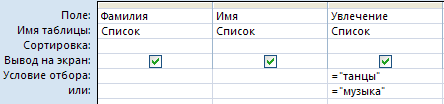 Поле: Фамилия Имя Увлечение
Имя таблицы: Список Список Список
Сортировка:
Вывод на экран:
Условие отбора: ="танцы"
или: ="музыка"